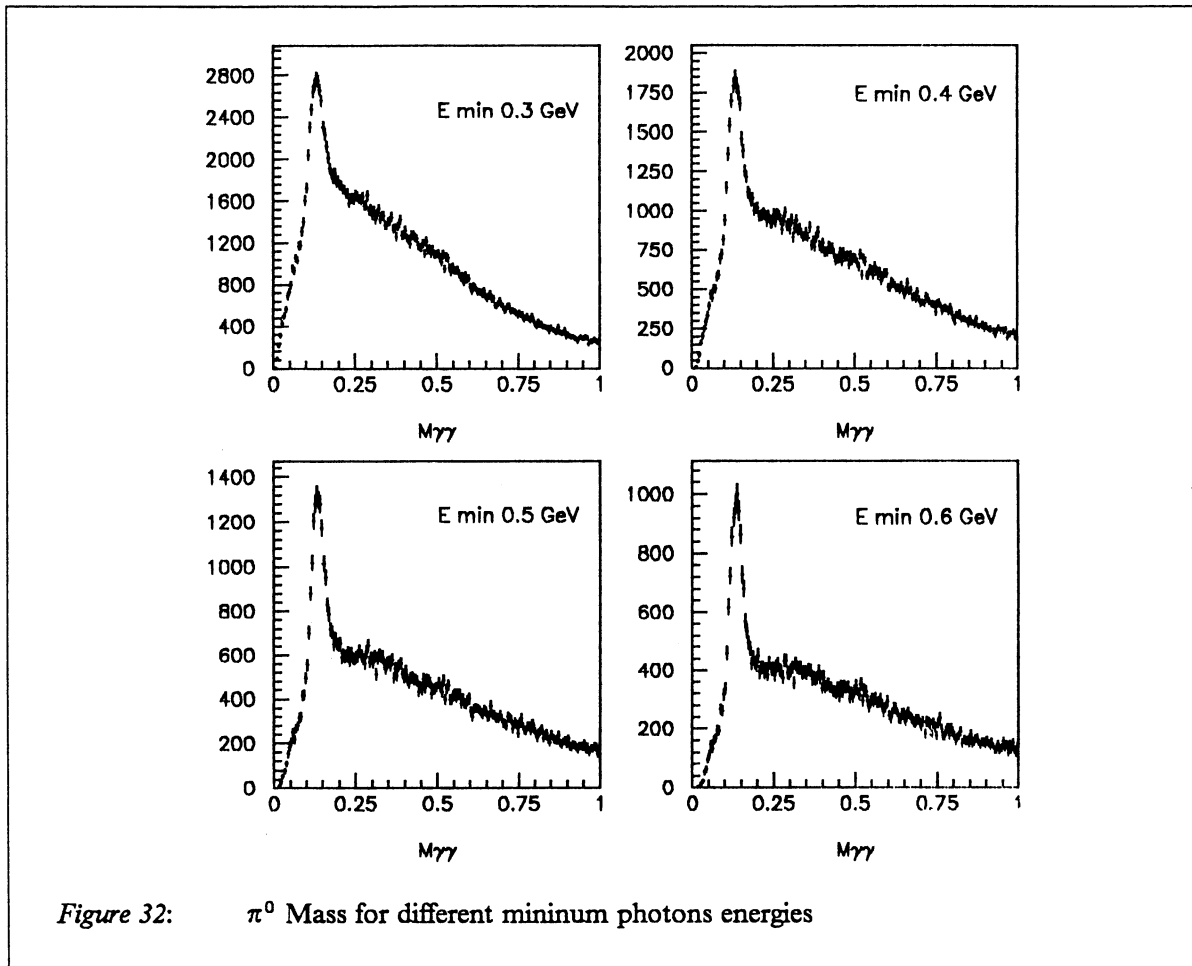 2800
2400
2000
1600
1200
800
400
0
E min 0.3 GeV
0 0.25 0.5 0.75 1
Mγγ
2000
1750
1500
1250
1000
750
500
250
0
E min 0.4 GeV
0 0.25 0.5 0.75 1
Mγγ
1400
1200
1000
800
600
400
200
0
E min 0.5 GeV
0 0.25 0.5 0.75 1
Mγγ
1000
800
600
400
200
0
E min 0.6 GeV
0 0.25 0.5 0.75 1
Mγγ
Figure 32: π⁰ Mass for different mininum photons energies